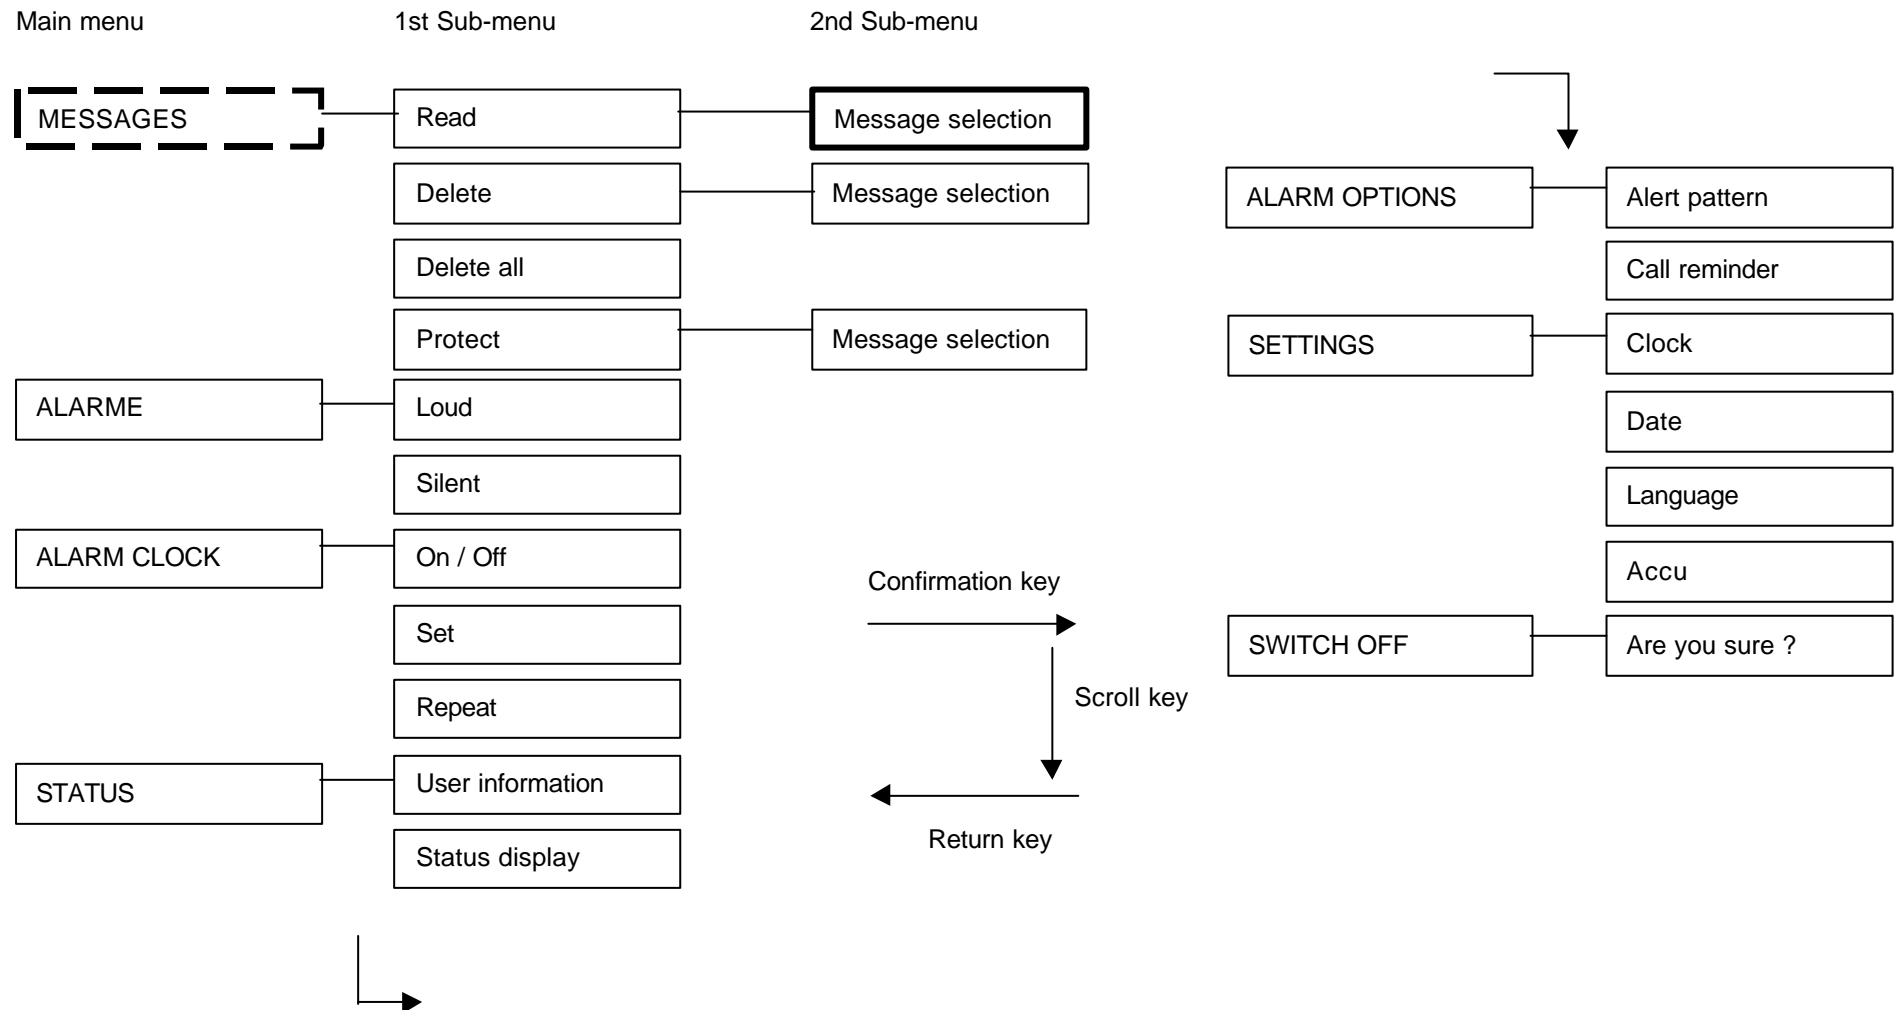 Main menu
1st Sub-menu
2nd Sub-menu
MESSAGES
Read
Message selection
Delete
Message selection
Delete all
Protect
Message selection
ALARME
Loud
Silent
ALARM CLOCK
On / Off
Set
Repeat
STATUS
User information
Status display
Confirmation key
Scroll key
Return key
ALARM OPTIONS
Alert pattern
Call reminder
SETTINGS
Clock
Date
Language
Accu
SWITCH OFF
Are you sure ?